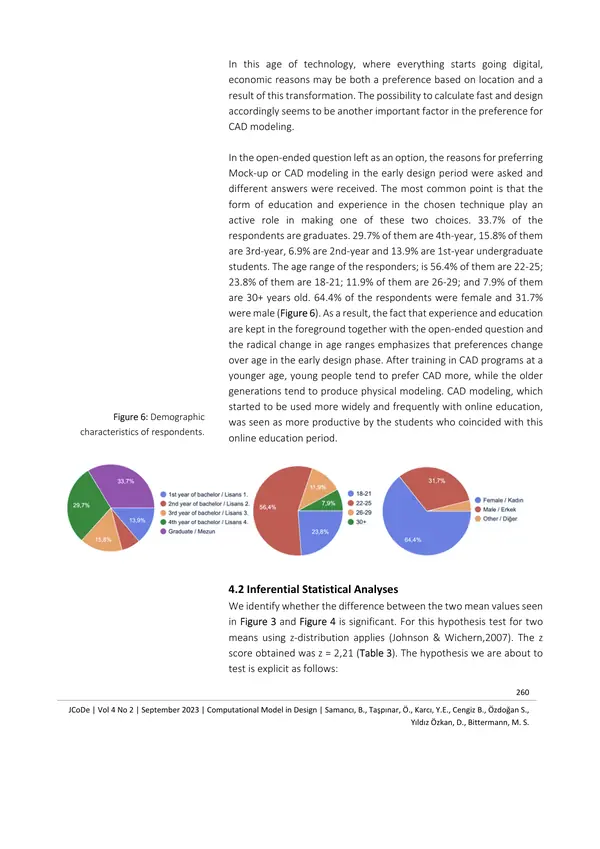 In this age of technology, where everything starts going digital,
economic reasons may be both a preference based on location and a
result of this transformation. The possibility to calculate fast and design
accordingly seems to be another important factor in the preference for
CAD modeling.
In the open-ended question left as an option, the reasons for preferring
Mock-up or CAD modeling in the early design period were asked and
different answers were received. The most common point is that the
form of education and experience in the chosen technique play an
active role in making one of these two choices. 33.7% of the
respondents are graduates. 29.7% of them are 4th-year, 15.8% of them
are 3rd-year, 6.9% are 2nd-year and 13.9% are 1st-year undergraduate
students. The age range of the responders; is 56.4% of them are 22-25;
23.8% of them are 18-21; 11.9% of them are 26-29; and 7.9% of them
are 30+ years old. 64.4% of the respondents were female and 31.7%
were male (Figure 6). As a result, the fact that experience and education
are kept in the foreground together with the open-ended question and
the radical change in age ranges emphasizes that preferences change
over age in the early design phase. After training in CAD programs at a
younger age, young people tend to prefer CAD more, while the older
generations tend to produce physical modeling. CAD modeling, which
started to be used more widely and frequently with online education,
was seen as more productive by the students who coincided with this
online education period.
Figure 6: Demographic
characteristics of respondents.
33,7%
29,7%
13,9%
15,8%
1st year of bachelor / Lisans 1.
2nd year of bachelor / Lisans 2.
3rd year of bachelor / Lisans 3.
4th year of bachelor / Lisans 4.
Graduate / Mezun
11,9%
7,9%
56,4%
23,8%
18-21
22-25
26-29
30+
31,7%
64,4%
Female / Kadın
Male / Erkek
Other / Diğer
4.2 Inferential Statistical Analyses
We identify whether the difference between the two mean values seen
in Figure 3 and Figure 4 is significant. For this hypothesis test for two
means using z-distribution applies (Johnson & Wichern,2007). The z
score obtained was z = 2,21 (Table 3). The hypothesis we are about to
test is explicit as follows:
260
JCoDe | Vol 4 No 2 | September 2023 | Computational Model in Design | Samancı, B., Taşpınar, Ö., Karcı, Y.E., Cengiz B., Özdoğan S.,
Yıldız Özkan, D., Bittermann, M. S.